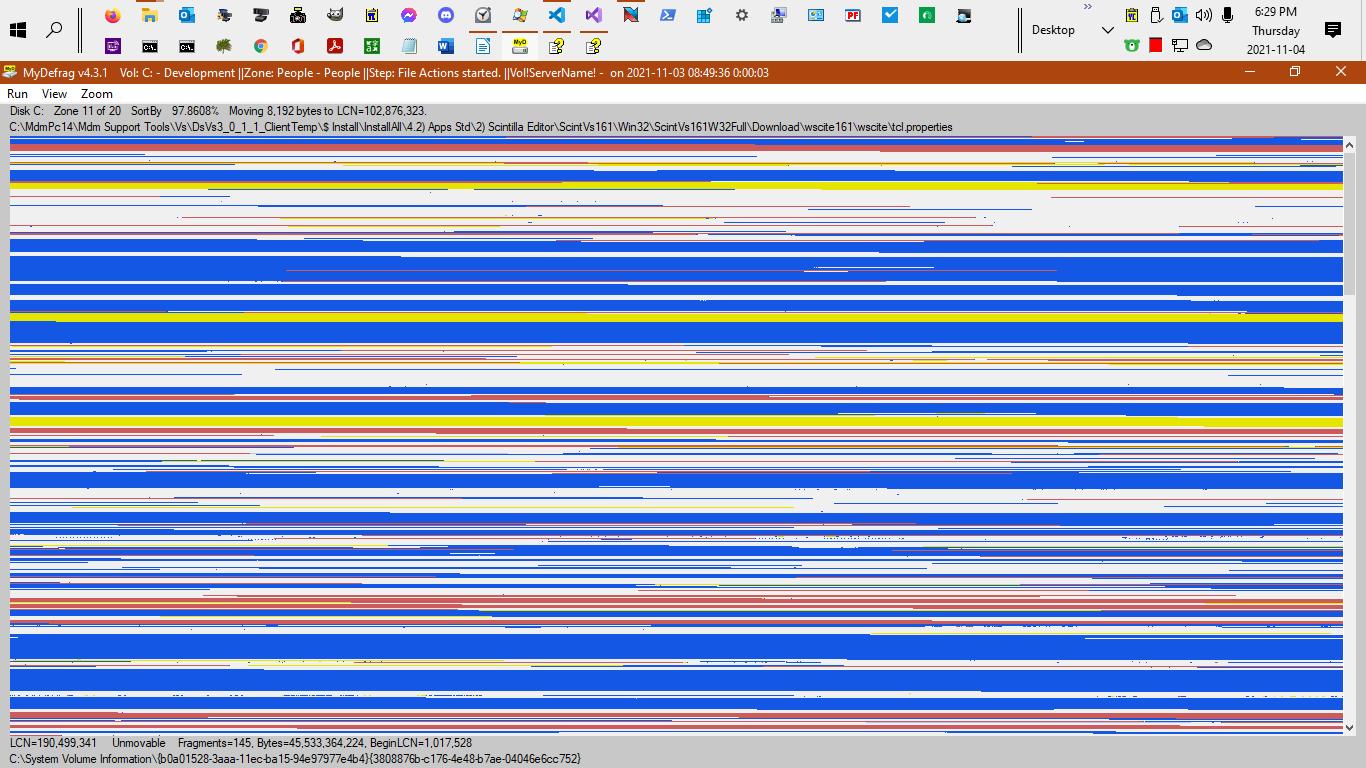 6:29 PM
Desktop
Thursday
2021-11-04
MyDefrag v4.3.1 Vol: C: - Development ||Zone: People - People ||Step: File Actions started. ||Vol!ServerName! - on 2021-11-03 08:49:36 0:00:03
Run View Zoom
Disk C: Zone 11 of 20 SortBy 97.8608% Moving 8,192 bytes to LCN=102,876,323.
C:\MdmPc14\Mdm Support Tools\Vs\DsVs3_0_1_1_ClientTemp\$ Install\InstallAll\4.2) Apps Std\2) Scintilla Editor\ScintVs161\Win32\ScintVs161W32Full\Download\wscite161\wscite\tcl.properties
LCN=190,499,341 Unmovable Fragments=145, Bytes=45,533,364,224, BeginLCN=1,017,528
C:\System Volume Information\{b0a01528-3aaa-11ec-ba15-94e97977e4b4}{3808876b-c176-4e48-b7ae-04046e6cc752}